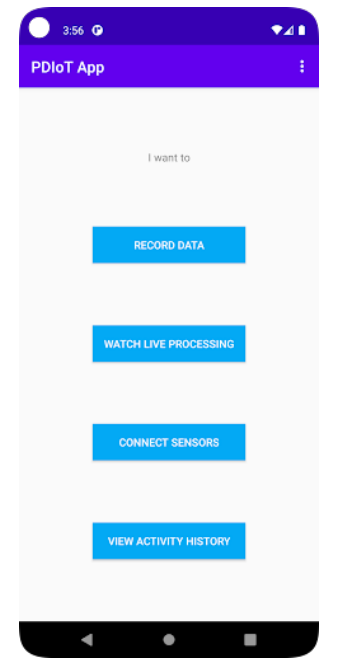 3:56
PDIoT App
I want to
RECORD DATA
WATCH LIVE PROCESSING
CONNECT SENSORS
VIEW ACTIVITY HISTORY